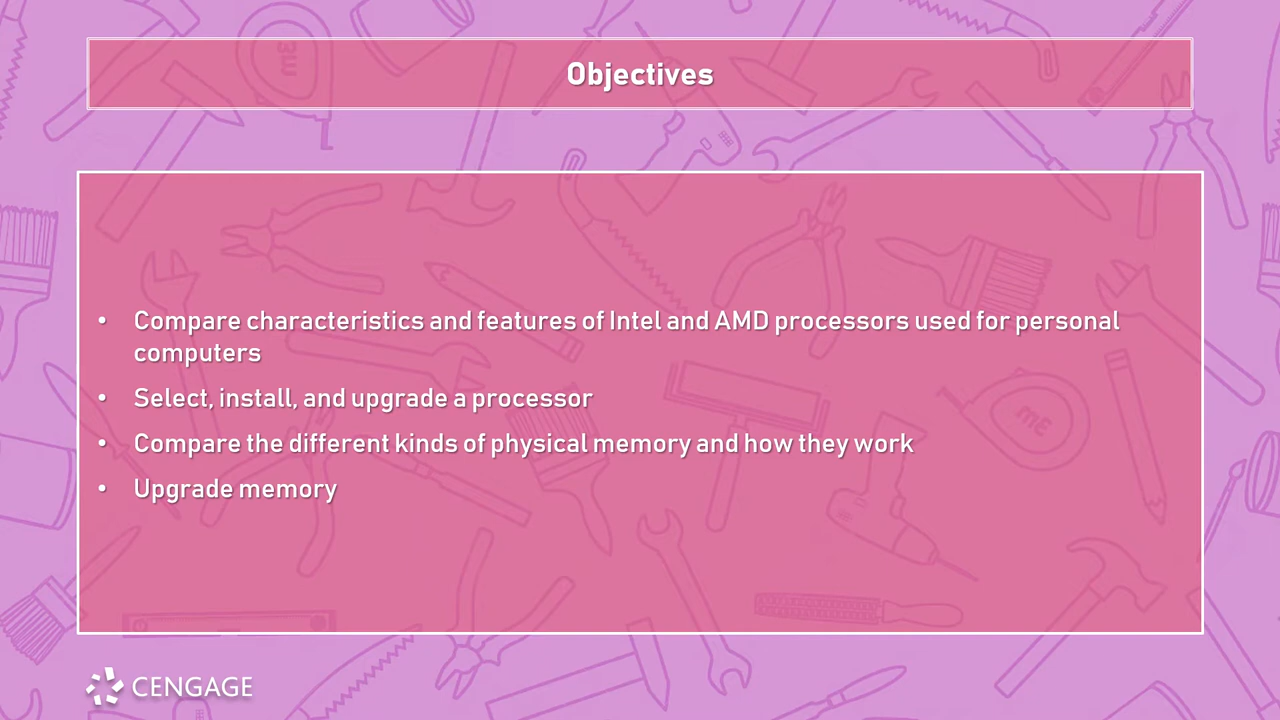 Objectives
• Compare characteristics and features of Intel and AMD processors used for personal
computers
• Select, install, and upgrade a processor
• Compare the different kinds of physical memory and how they work
• Upgrade memory
CENGAGE